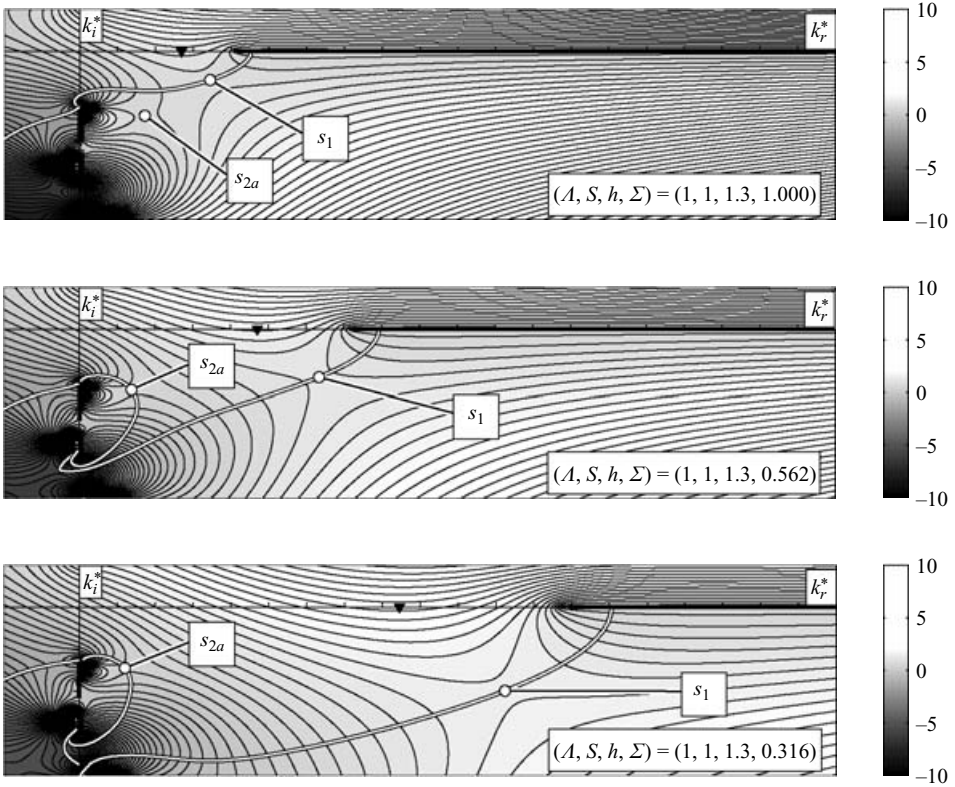 k_i^* k_r^* 10
5
0
−5
−10
s_1
s_{2a}
(Λ, S, h, Σ) = (1, 1, 1.3, 1.000)
k_i^* k_r^* 10
5
0
−5
−10
s_{2a}
s_1
(Λ, S, h, Σ) = (1, 1, 1.3, 0.562)
k_i^* k_r^* 10
5
0
−5
−10
s_{2a}
s_1
(Λ, S, h, Σ) = (1, 1, 1.3, 0.316)